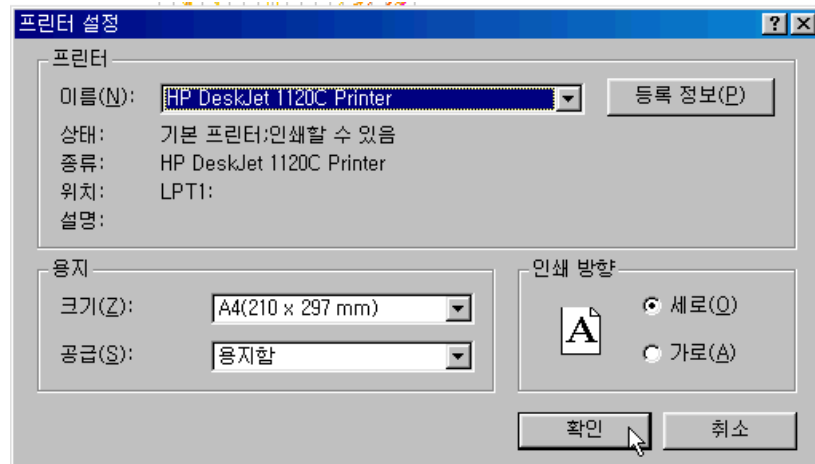 프린터 설정
프린터
이름(N): HP DeskJet 1120C Printer 등록 정보(P)
상태: 기본 프린터;인쇄할 수 있음
종류: HP DeskJet 1120C Printer
위치: LPT1:
설명:
용지
크기(Z): A4(210 x 297 mm)
공급(S): 용지함
인쇄 방향
A
세로(O)
가로(A)
확인 취소